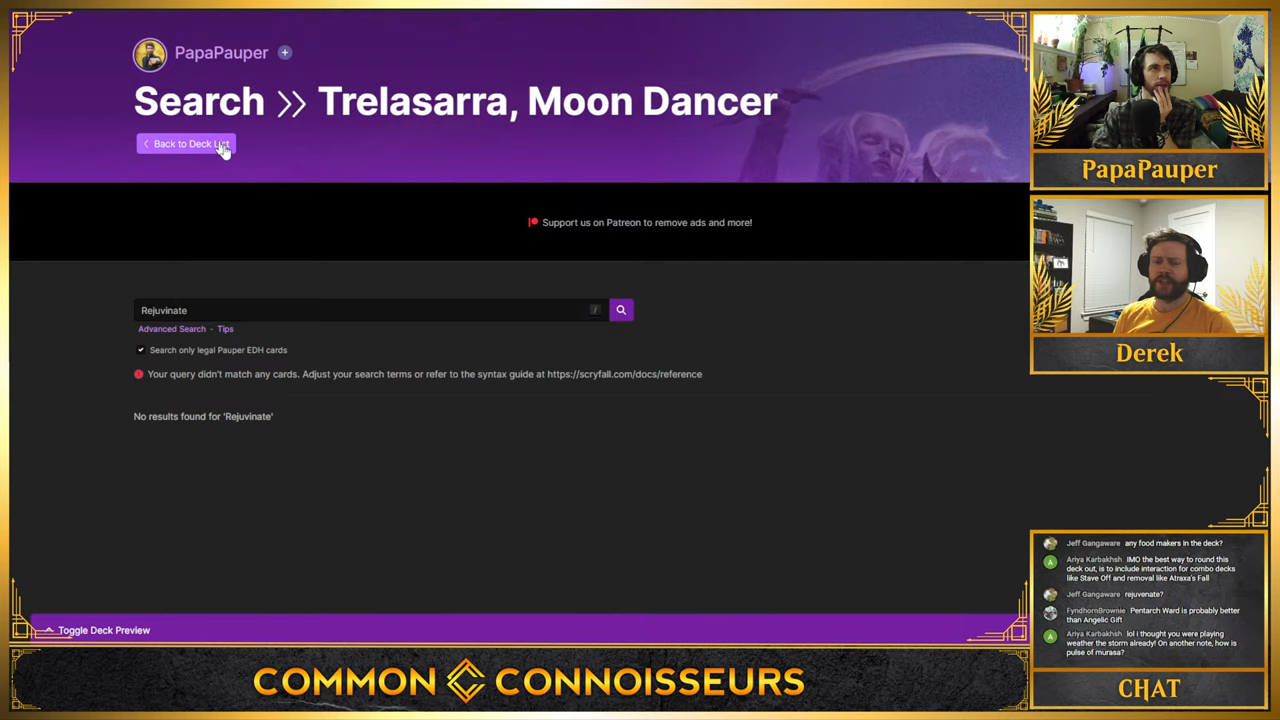 PapaPauper +
Search >> Trelasarra, Moon Dancer
Back to Deck List
Support us on Patreon to remove ads and more!
Rejuvinate /
Advanced Search - Tips
Search only legal Pauper EDH cards
Your query didn't match any cards. Adjust your search terms or refer to the syntax guide at https://scryfall.com/docs/reference
No results found for 'Rejuvinate'
Toggle Deck Preview
COMMON CONNOISSEURS
PapaPauper
Derek
Jeff Gangaware any food makers in the deck?
A Ariya Karbakhsh IMO the best way to round this
deck out, is to include interaction for combo decks
like Stave Off and removal like Atraxa's Fall
Jeff Gangaware rejuvenate?
FyndhornBrownie Pentarch Ward is probably better
than Angelic Gift
A Ariya Karbakhsh lol i thought you were playing
weather the storm already! On another note, how is
pulse of murasa?
CHAT